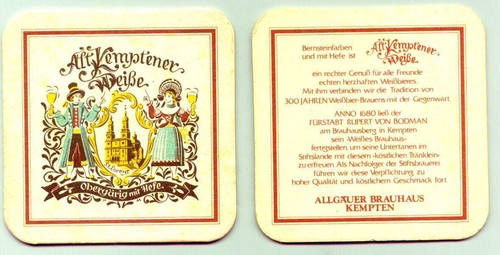 Alt-Kemptener
Weiße
Obergärig mit Hefe.
Bernsteinfarben
und mit Hefe ist
Alt-Kemptener
Weiße.
ein rechter Genuß für alle Freunde
echten herzhaften Weißbieres.
Mit ihm verbinden wir die Tradition von
300 JAHREN Weißbier-Brauens mit der Gegenwart.
ANNO 1680 ließ der
FÜRSTABT RUPERT VON BODMAN
am Brauhausberg in Kempten
sein ›Weißes Brauhaus‹
fertigstellen, um seine Untertanen im
Stiftslande mit diesem ›köstlichen Tränklein‹
zu erfreuen. Als Nachfolger der Stiftsbrauerei
führen wir diese Verpflichtung zu
hoher Qualität und köstlichem Geschmack fort.
ALLGÄUER BRAUHAUS
KEMPTEN